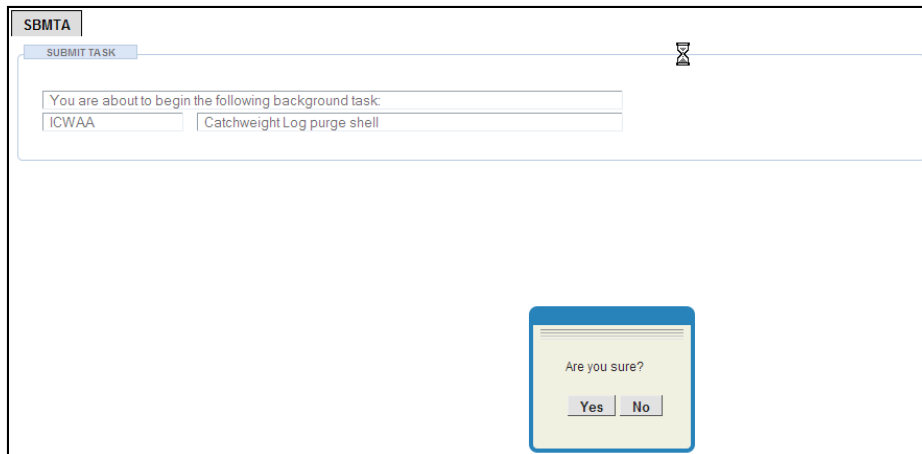 SBMTA
SUBMIT TASK
You are about to begin the following background task:
ICWAA Catchweight Log purge shell
Are you sure?
Yes No